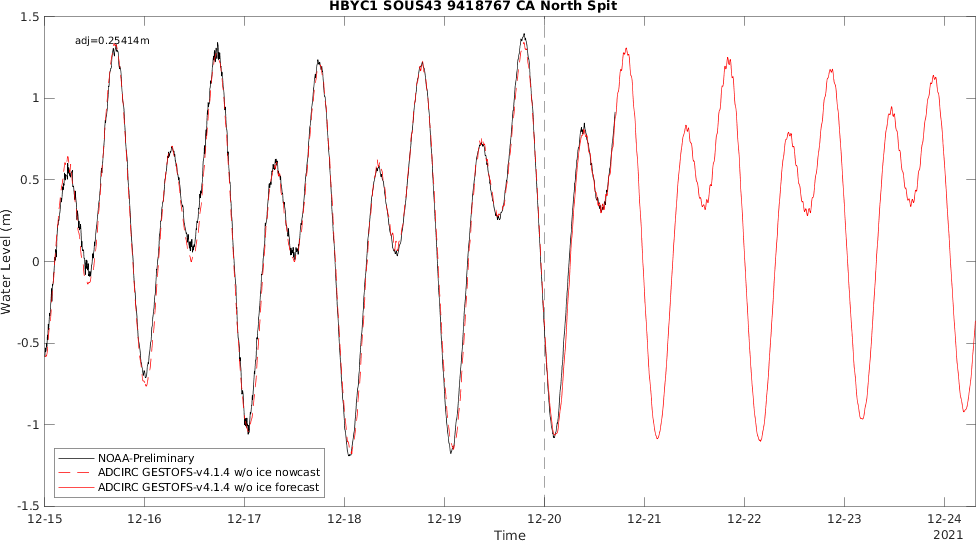 HBYC1 SOUS43 9418767 CA North Spit
adj=0.25414m
1.5
1
0.5
0
-0.5
-1
-1.5
Water Level (m)
NOAA-Preliminary
ADCIRC GESTOFS-v4.1.4 w/o ice nowcast
ADCIRC GESTOFS-v4.1.4 w/o ice forecast
12-15 12-16 12-17 12-18 12-19 12-20 12-21 12-22 12-23 12-24
Time
2021